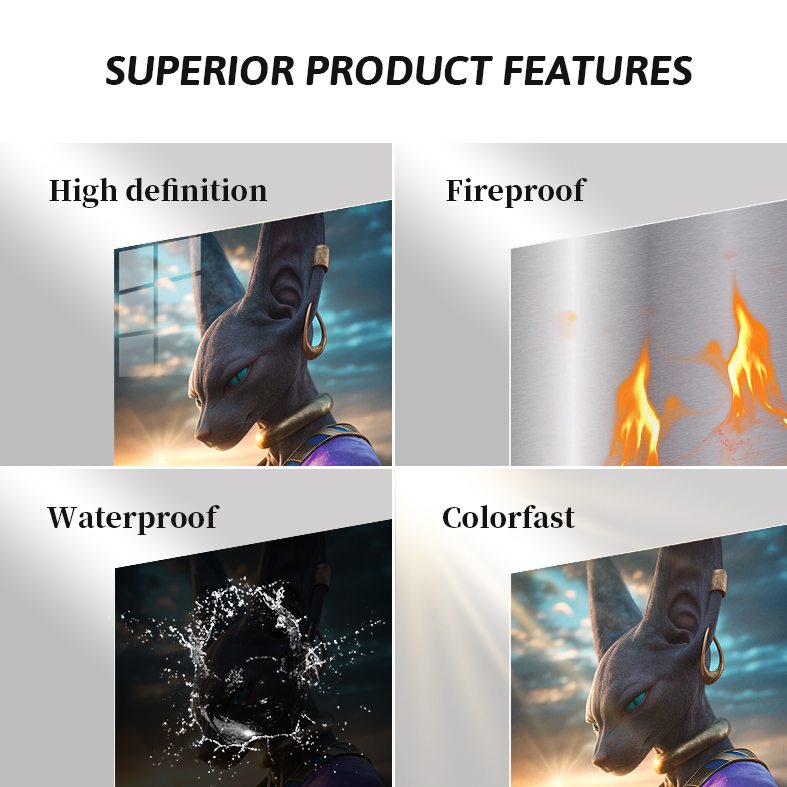 SUPERIOR PRODUCT FEATURES
High definition
Fireproof
Waterproof
Colorfast